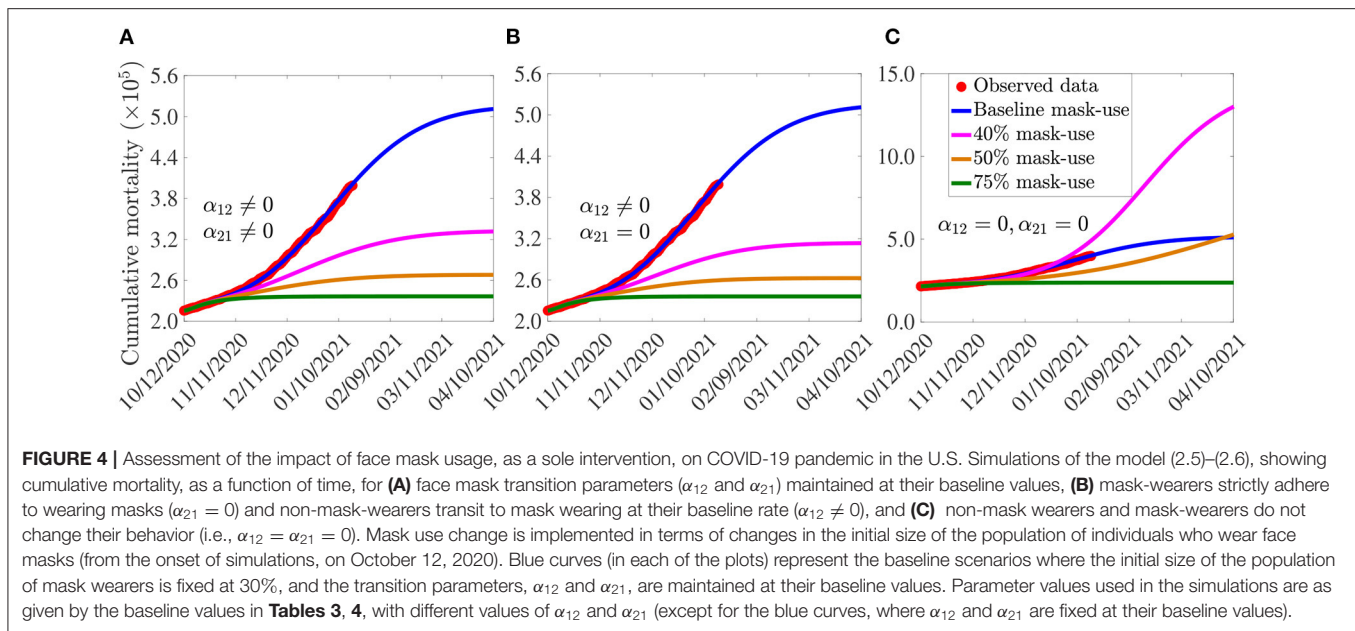 A
B
C
Cumulative mortality (×10⁵)
5.6
5.0
4.4
3.8
3.2
2.6
2.0
α₁₂ ≠ 0
α₂₁ ≠ 0
10/12/2020
11/11/2020
12/11/2020
01/10/2021
02/09/2021
03/11/2021
04/10/2021
5.6
5.0
4.4
3.8
3.2
2.6
2.0
α₁₂ ≠ 0
α₂₁ = 0
10/12/2020
11/11/2020
12/11/2020
01/10/2021
02/09/2021
03/11/2021
04/10/2021
15.0
10.0
5.0
0.0
Observed data
Baseline mask-use
40% mask-use
50% mask-use
75% mask-use
α₁₂ = 0, α₂₁ = 0
10/12/2020
11/11/2020
12/11/2020
01/10/2021
02/09/2021
03/11/2021
04/10/2021
FIGURE 4 | Assessment of the impact of face mask usage, as a sole intervention, on COVID-19 pandemic in the U.S. Simulations of the model (2.5)–(2.6), showing
cumulative mortality, as a function of time, for (A) face mask transition parameters (α₁₂ and α₂₁) maintained at their baseline values, (B) mask-wearers strictly adhere
to wearing masks (α₂₁ = 0) and non-mask-wearers transit to mask wearing at their baseline rate (α₁₂ ≠ 0), and (C) non-mask wearers and mask-wearers do not
change their behavior (i.e., α₁₂ = α₂₁ = 0). Mask use change is implemented in terms of changes in the initial size of the population of individuals who wear face
masks (from the onset of simulations, on October 12, 2020). Blue curves (in each of the plots) represent the baseline scenarios where the initial size of the population
of mask wearers is fixed at 30%, and the transition parameters, α₁₂ and α₂₁, are maintained at their baseline values. Parameter values used in the simulations are as
given by the baseline values in Tables 3, 4, with different values of α₁₂ and α₂₁ (except for the blue curves, where α₁₂ and α₂₁ are fixed at their baseline values).